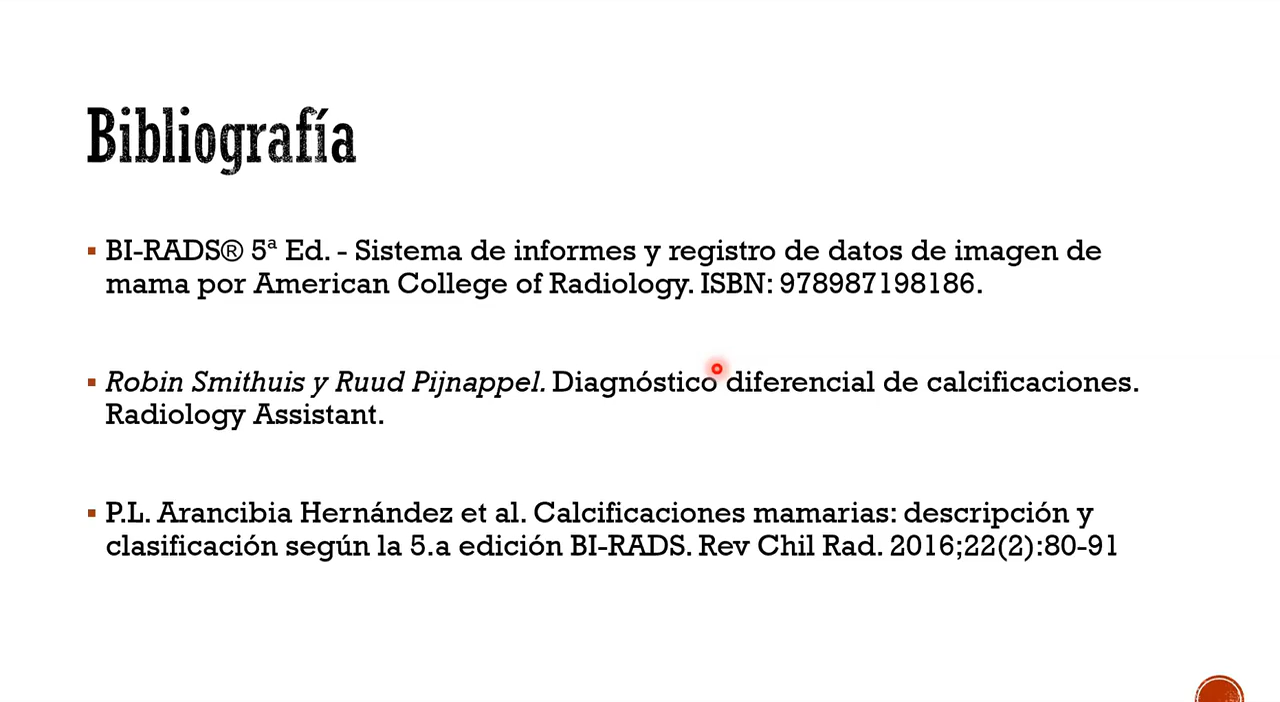 Bibliografía
BI-RADS® 5ª Ed. - Sistema de informes y registro de datos de imagen de
mama por American College of Radiology. ISBN: 978987198186.
Robin Smithuis y Ruud Pijnappel. Diagnóstico diferencial de calcificaciones.
Radiology Assistant.
P.L. Arancibia Hernández et al. Calcificaciones mamarias: descripción y
clasificación según la 5.a edición BI-RADS. Rev Chil Rad. 2016;22(2):80-91